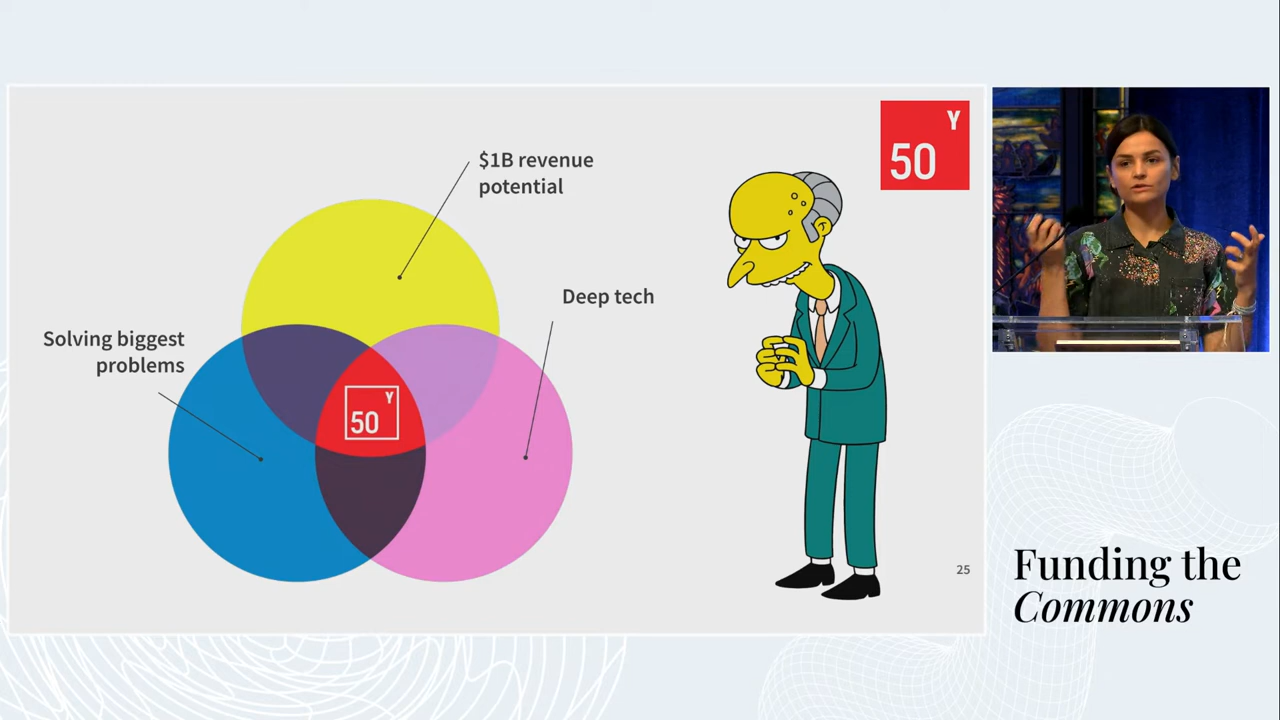 $1B revenue
potential
Y
50
Deep tech
Solving biggest
problems
Y
50
25
Funding the
Commons